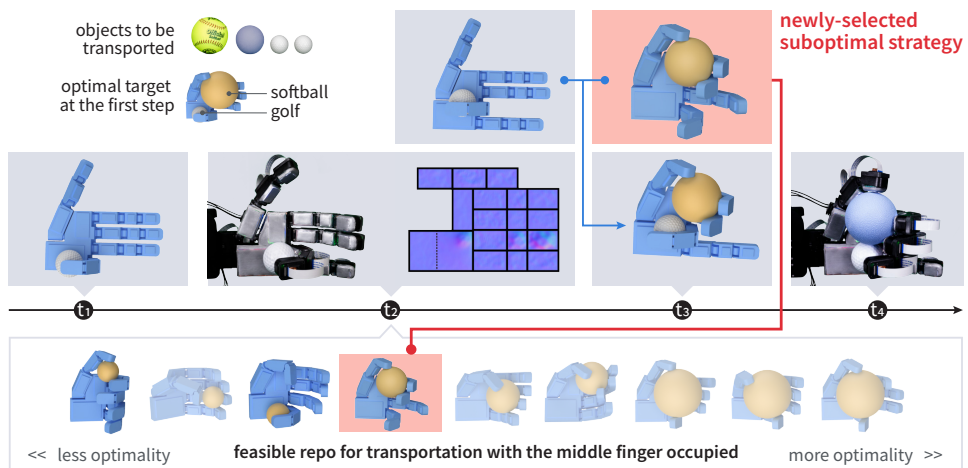 objects to be
transported
optimal target
at the first step
softball
golf
newly-selected
suboptimal strategy
t1
t2
t3
t4
<< less optimality
feasible repo for transportation with the middle finger occupied
more optimality >>